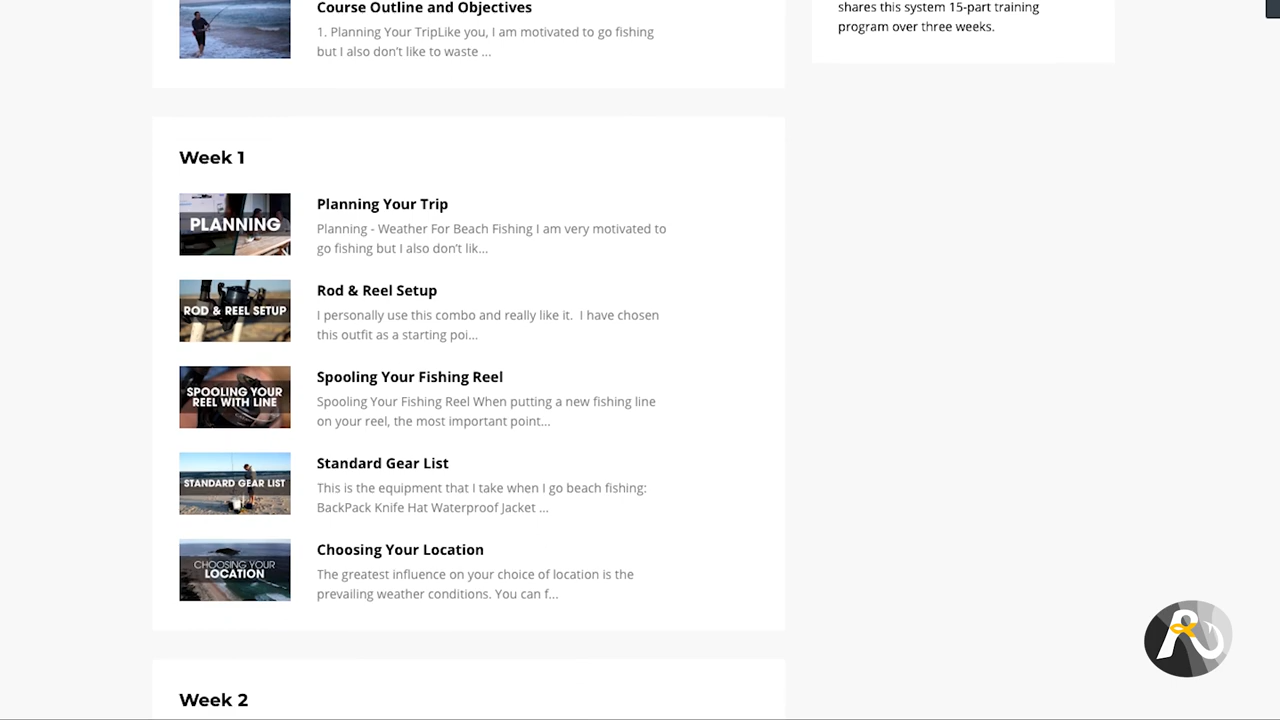 Course Outline and Objectives
1. Planning Your TripLike you, I am motivated to go fishing
but I also don't like to waste ...
shares this system 15-part training
program over three weeks.
Week 1
PLANNING
Planning Your Trip
Planning - Weather For Beach Fishing I am very motivated to
go fishing but I also don't lik...
ROD & REEL SETUP
Rod & Reel Setup
I personally use this combo and really like it.  I have chosen
this outfit as a starting poi...
SPOOLING YOUR
REEL WITH LINE
Spooling Your Fishing Reel
Spooling Your Fishing Reel When putting a new fishing line
on your reel, the most important point...
STANDARD GEAR LIST
Standard Gear List
This is the equipment that I take when I go beach fishing:
BackPack Knife Hat Waterproof Jacket ...
CHOOSING YOUR
LOCATION
Choosing Your Location
The greatest influence on your choice of location is the
prevailing weather conditions. You can f...
Week 2